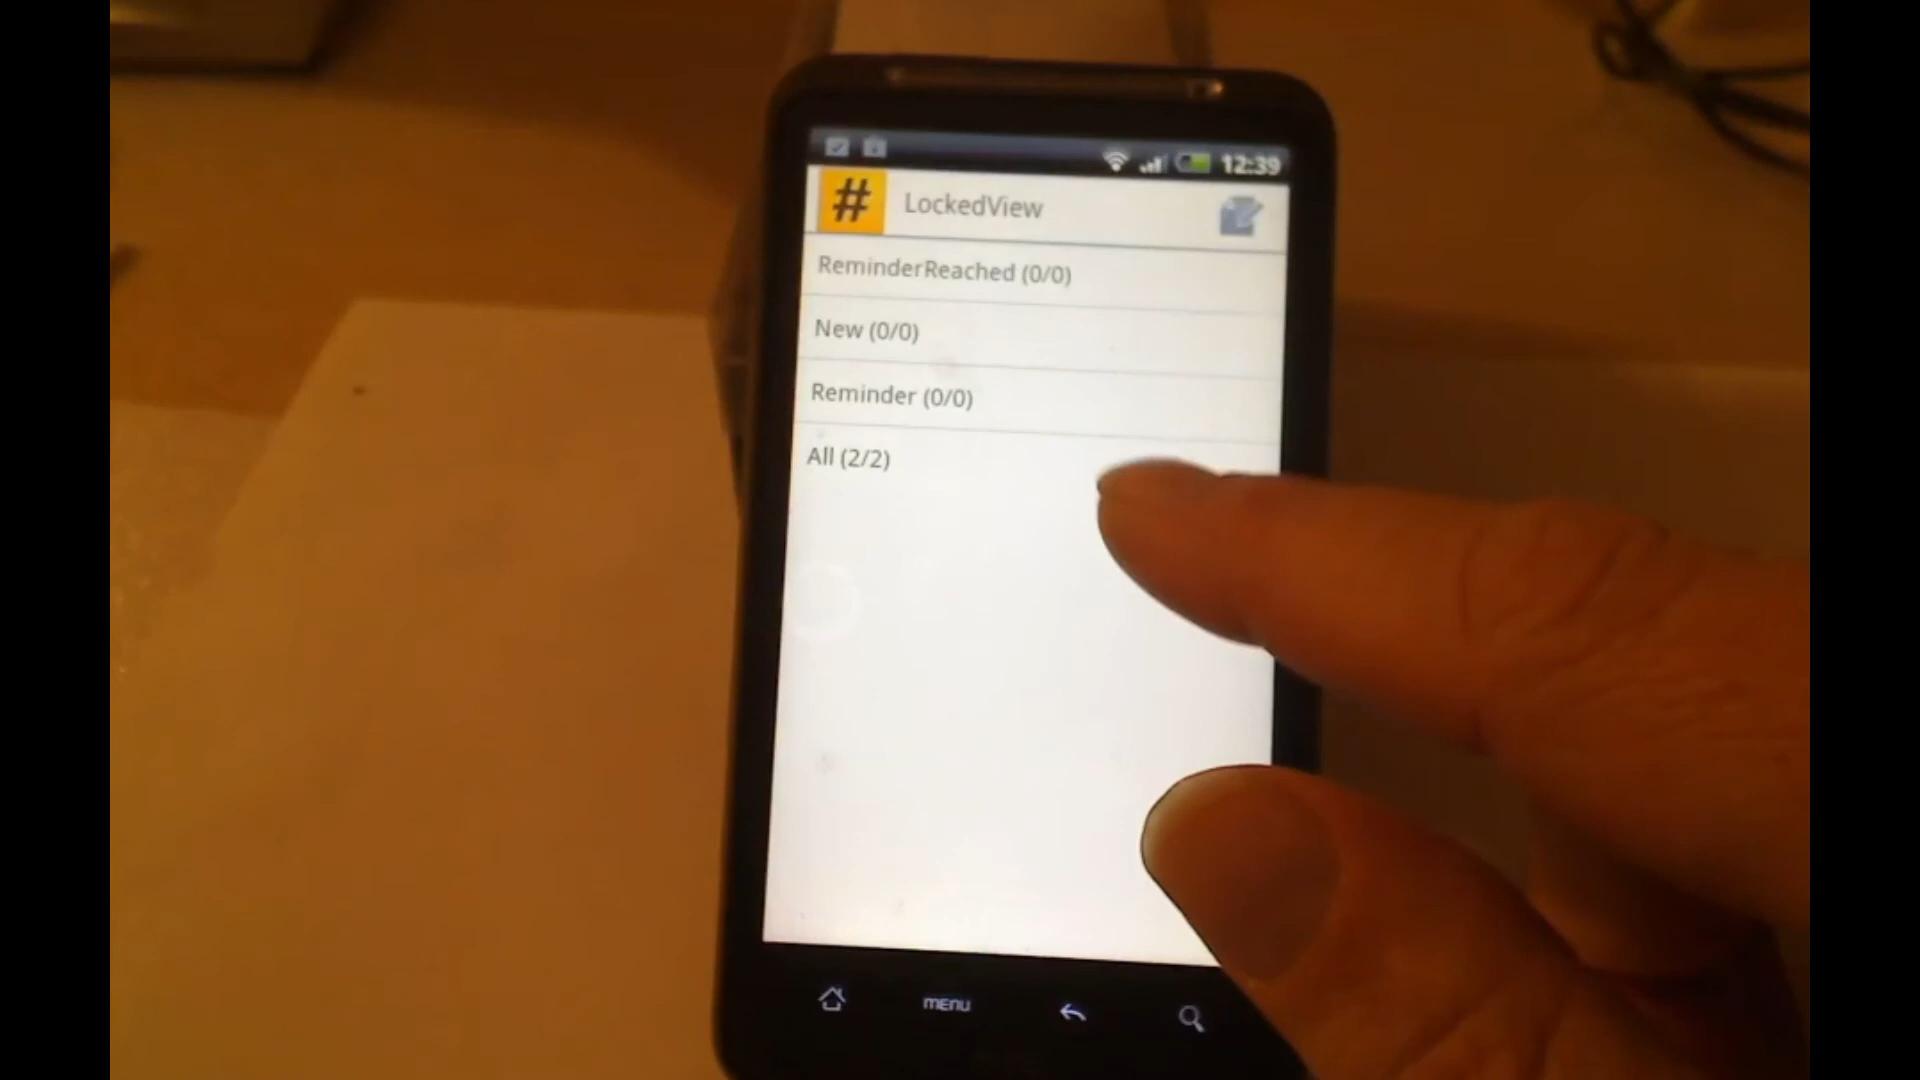 12:39
# LockedView
ReminderReached (0/0)
New (0/0)
Reminder (0/0)
All (2/2)
menu